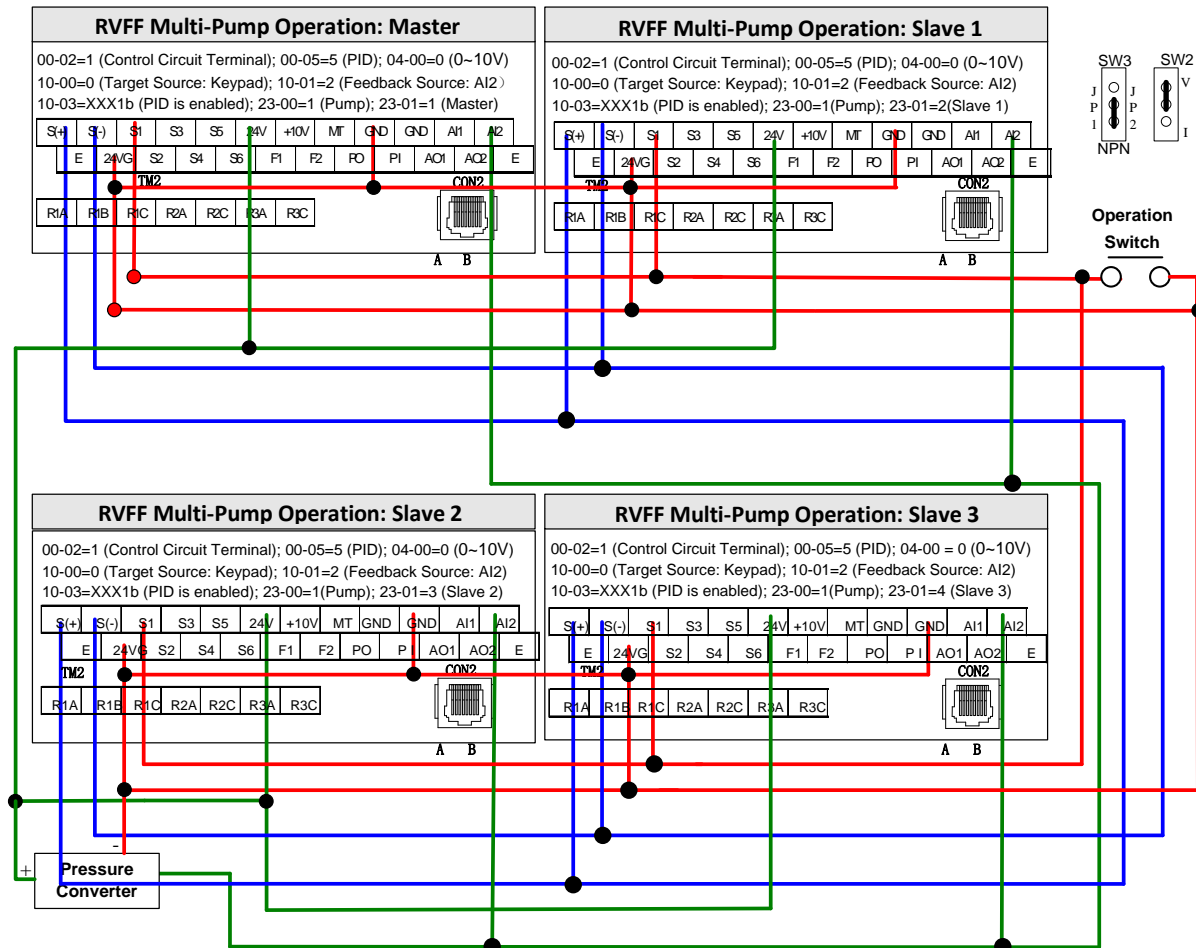 RVFF Multi-Pump Operation: Master
00-02=1 (Control Circuit Terminal); 00-05=5 (PID); 04-00=0 (0~10V)
10-00=0 (Target Source: Keypad); 10-01=2 (Feedback Source: AI2）
10-03=XXX1b (PID is enabled); 23-00=1 (Pump); 23-01=1 (Master)
S(+) S(-) S1 S3 S5 24V +10V MT GND GND AI1 AI2
E 24VG S2 S4 S6 F1 F2 PO PI AO1 AO2 E
TM2 CON2
R1A R1B R1C R2A R2C R3A R3C
A B
RVFF Multi-Pump Operation: Slave 1
00-02=1 (Control Circuit Terminal); 00-05=5 (PID); 04-00=0 (0~10V)
10-00=0 (Target Source: Keypad); 10-01=2 (Feedback Source: AI2)
10-03=XXX1b (PID is enabled); 23-00=1(Pump); 23-01=2(Slave 1)
S(+) S(-) S1 S3 S5 24V +10V MT GND GND AI1 AI2
E 24VG S2 S4 S6 F1 F2 PO PI AO1 AO2 E
TM2 CON2
R1A R1B R1C R2A R2C R3A R3C
A B
SW3 SW2
J J V
P P
1 2 I
NPN
Operation
Switch
RVFF Multi-Pump Operation: Slave 2
00-02=1 (Control Circuit Terminal); 00-05=5 (PID); 04-00=0 (0~10V)
10-00=0 (Target Source: Keypad); 10-01=2 (Feedback Source: AI2)
10-03=XXX1b (PID is enabled); 23-00=1(Pump); 23-01=3 (Slave 2)
S(+) S(-) S1 S3 S5 24V +10V MT GND GND AI1 AI2
E 24VG S2 S4 S6 F1 F2 PO P I AO1 AO2 E
TM2 CON2
R1A R1B R1C R2A R2C R3A R3C
A B
RVFF Multi-Pump Operation: Slave 3
00-02=1 (Control Circuit Terminal); 00-05=5 (PID); 04-00 = 0 (0~10V)
10-00=0 (Target Source: Keypad); 10-01=2 (Feedback Source: AI2)
10-03=XXX1b (PID is enabled); 23-00=1(Pump); 23-01=4 (Slave 3)
S(+) S(-) S1 S3 S5 24V +10V MT GND GND AI1 AI2
E 24VG S2 S4 S6 F1 F2 PO P I AO1 AO2 E
TM2 CON2
R1A R1B R1C R2A R2C R3A R3C
A B
-
+ Pressure
Converter